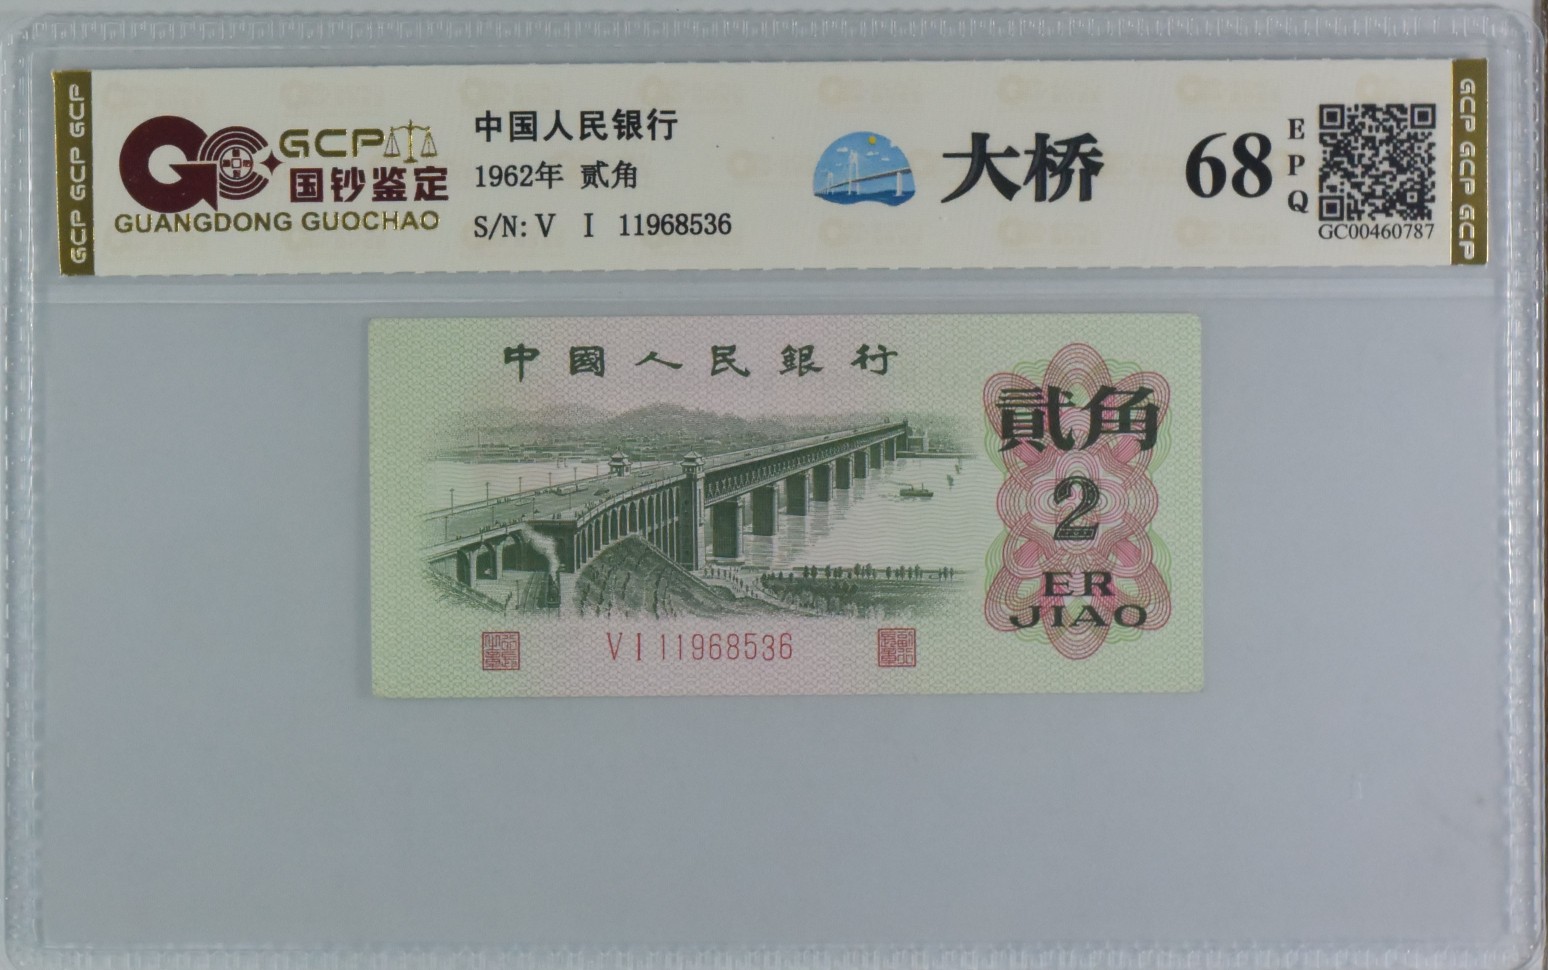 GCP GCP GCP
GCP
国钞鉴定
GUANGDONG GUOCHAO
中国人民银行
1962年 贰角
S/N: V I 11968536
大桥
68
EPQ
GC00460787
GCP GCP GCP
中國人民銀行
貳角
2
ER
JIAO
V I 11968536